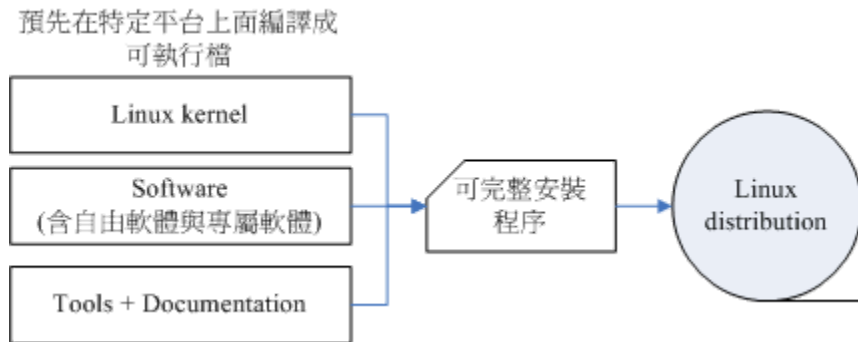 預先在特定平台上面編譯成
可執行檔
Linux kernel
Software
(含自由軟體與專屬軟體)
Tools + Documentation
可完整安裝
程序
Linux
distribution